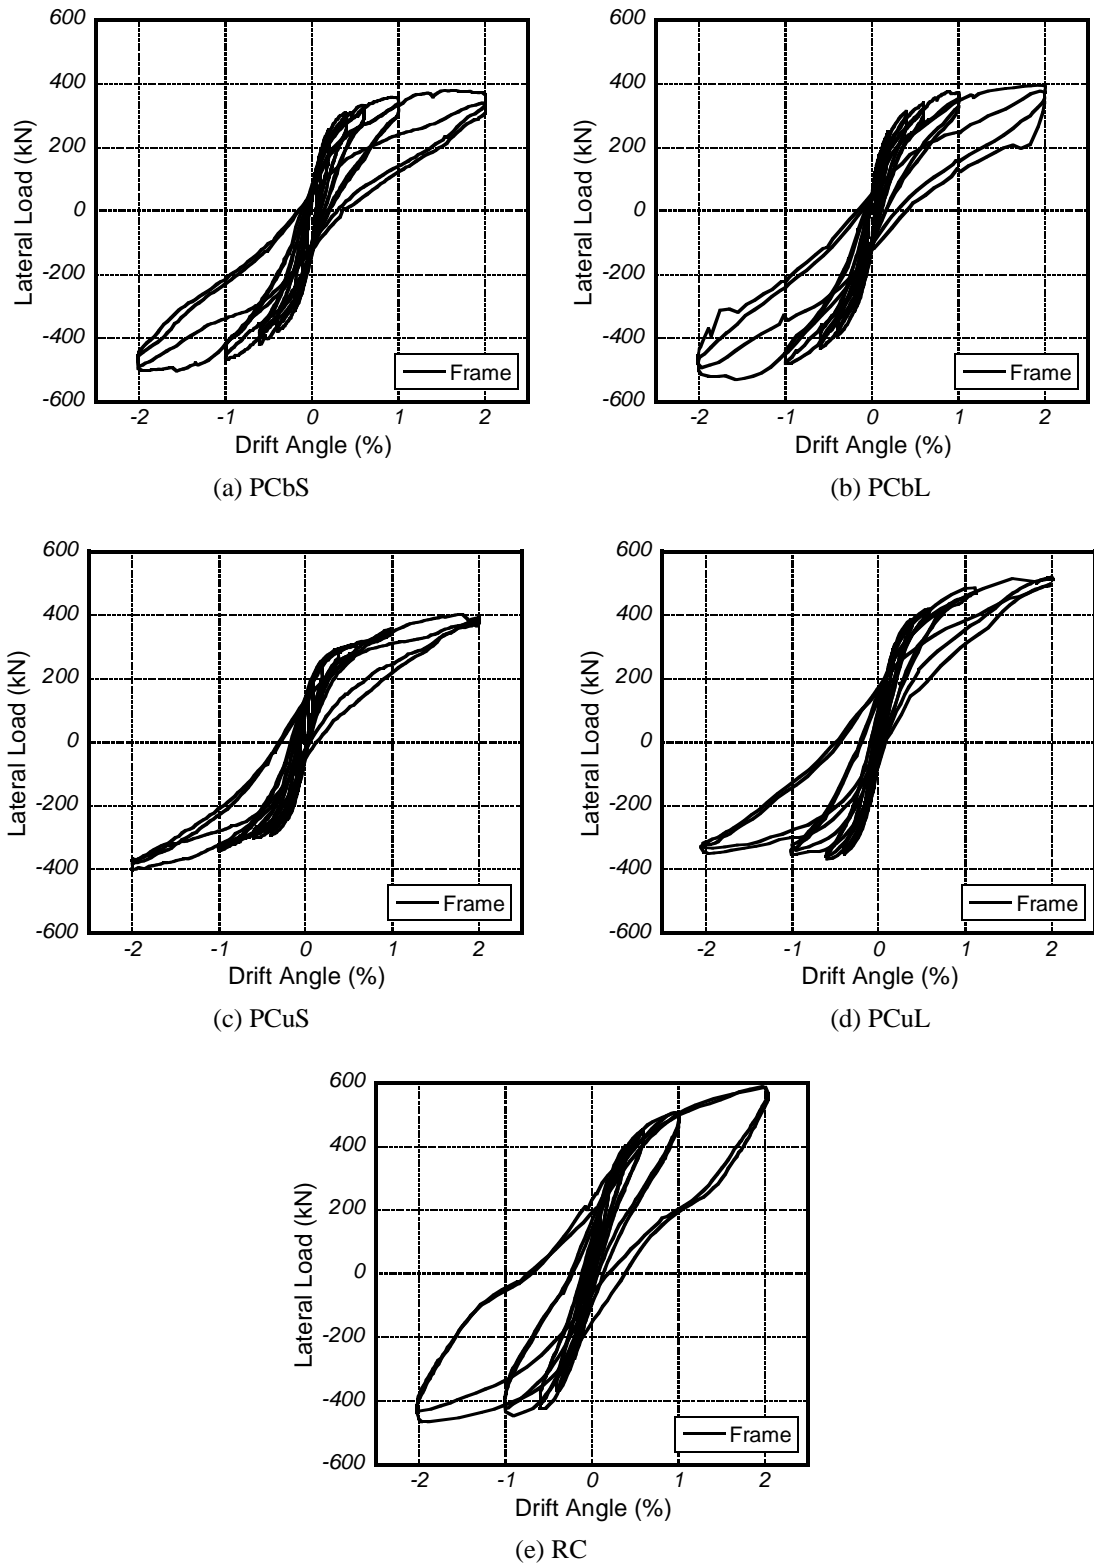 600
400
200
0
-200
-400
-600
Lateral Load (kN)
Frame
-2 -1 0 1 2
Drift Angle (%)
(a) PCbS
600
400
200
0
-200
-400
-600
Lateral Load (kN)
Frame
-2 -1 0 1 2
Drift Angle (%)
(b) PCbL
600
400
200
0
-200
-400
-600
Lateral Load (kN)
Frame
-2 -1 0 1 2
Drift Angle (%)
(c) PCuS
600
400
200
0
-200
-400
-600
Lateral Load (kN)
Frame
-2 -1 0 1 2
Drift Angle (%)
(d) PCuL
600
400
200
0
-200
-400
-600
Lateral Load (kN)
Frame
-2 -1 0 1 2
Drift Angle (%)
(e) RC